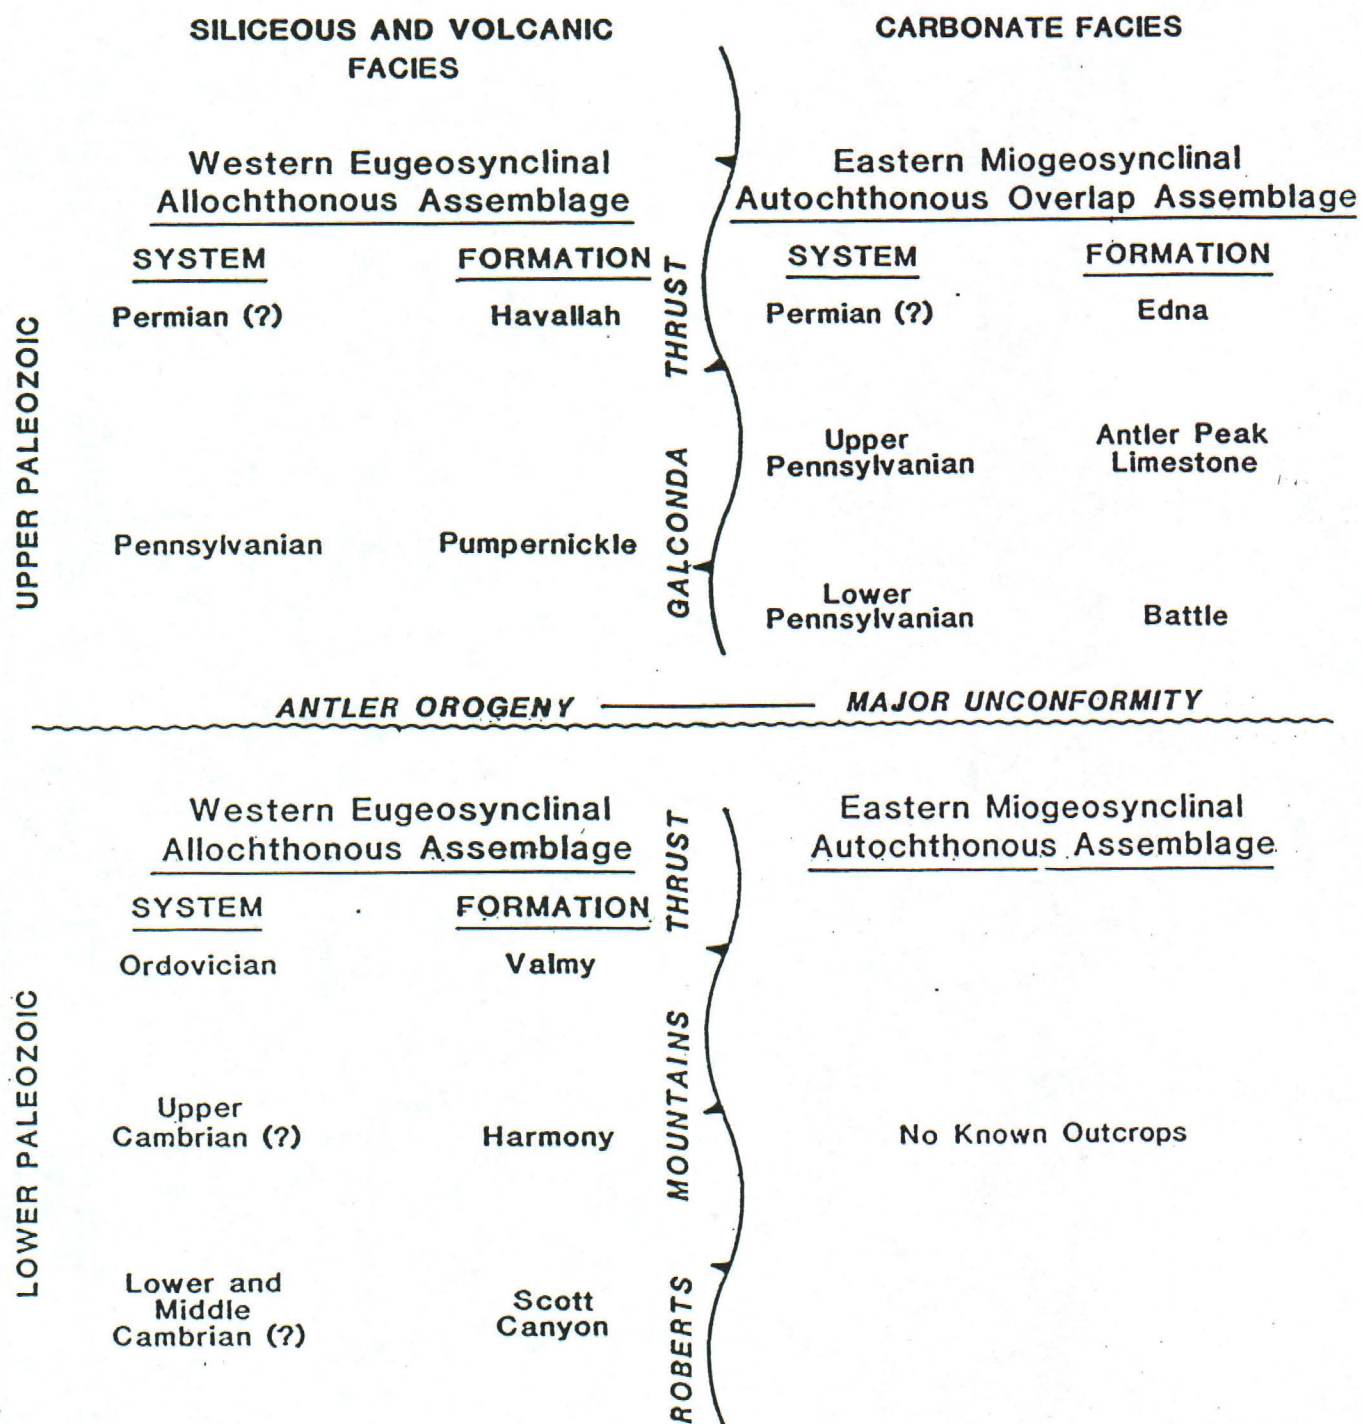 SILICEOUS AND VOLCANIC
FACIES
CARBONATE FACIES
UPPER PALEOZOIC
Western Eugeosynclinal
Allochthonous Assemblage
SYSTEM
FORMATION
Permian (?)
Havallah
Pennsylvanian
Pumpernickle
GALCONDA THRUST
Eastern Miogeosynclinal
Autochthonous Overlap Assemblage
SYSTEM
FORMATION
Permian (?)
Edna
Upper
Pennsylvanian
Antler Peak
Limestone
Lower
Pennsylvanian
Battle
ANTLER OROGENY
MAJOR UNCONFORMITY
LOWER PALEOZOIC
Western Eugeosynclinal
Allochthonous Assemblage
SYSTEM
FORMATION
Ordovician
Valmy
Upper
Cambrian (?)
Harmony
Lower and
Middle
Cambrian (?)
Scott
Canyon
ROBERTS MOUNTAINS THRUST
Eastern Miogeosynclinal
Autochthonous Assemblage
No Known Outcrops